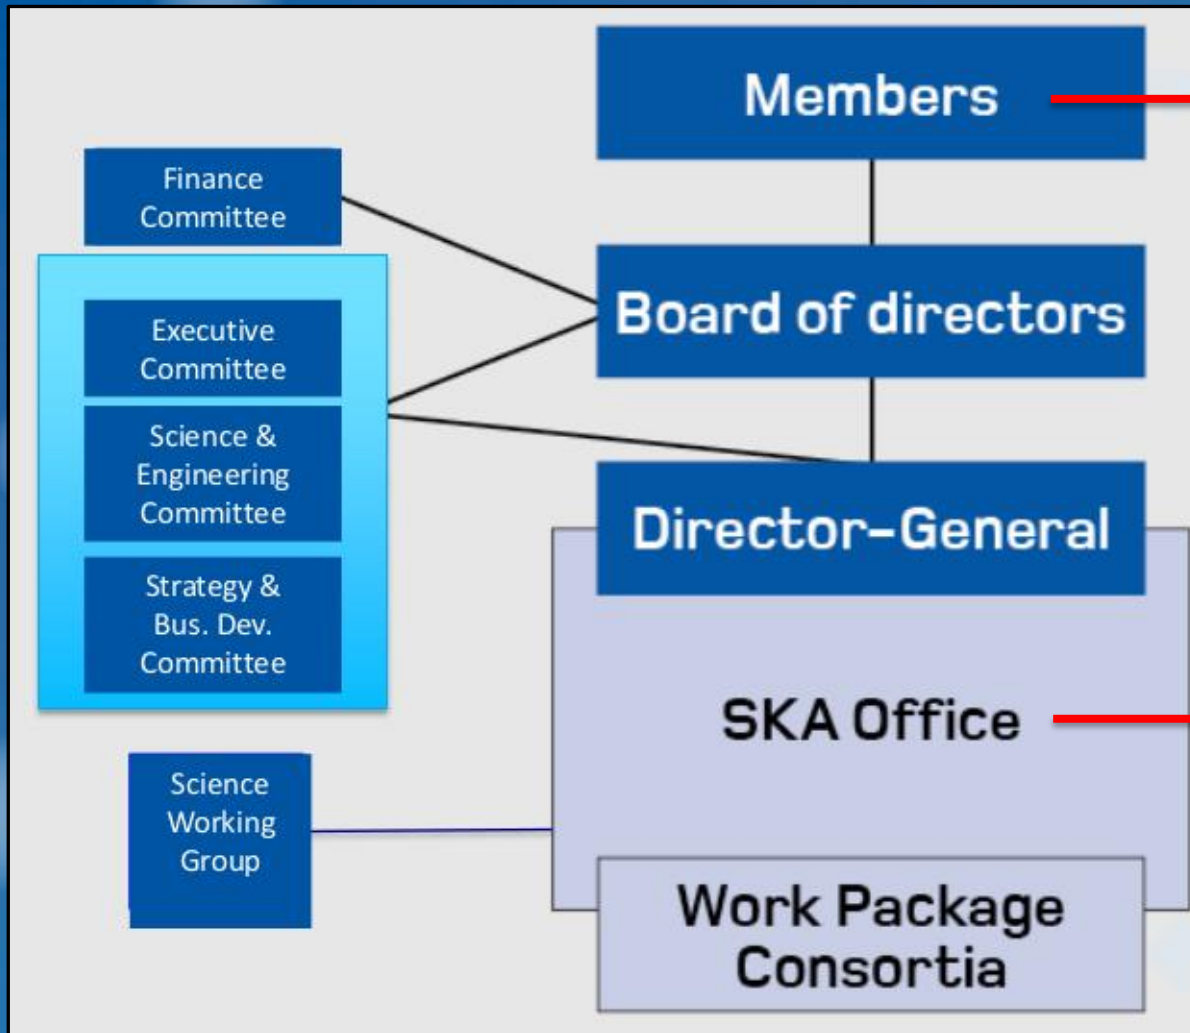 Members
Finance
Committee
Board of directors
Executive
Committee
Science &
Engineering
Committee
Director-General
Strategy &
Bus. Dev.
Committee
SKA Office
Science
Working
Group
Work Package
Consortia